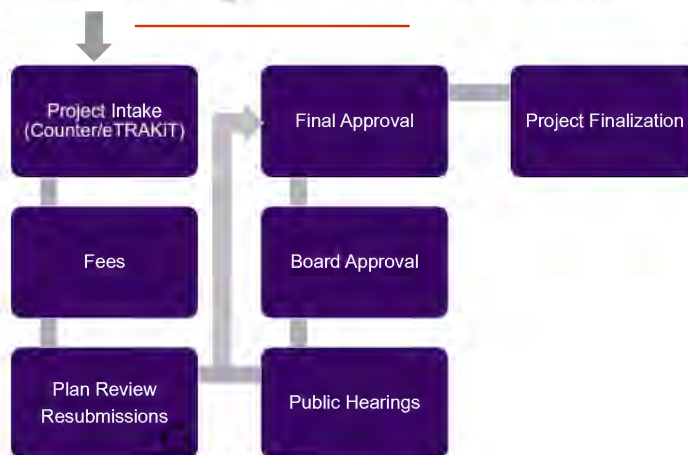 Project Intake
(Counter/eTRAKiT)
Fees
Plan Review
Resubmissions
Final Approval
Board Approval
Public Hearings
Project Finalization